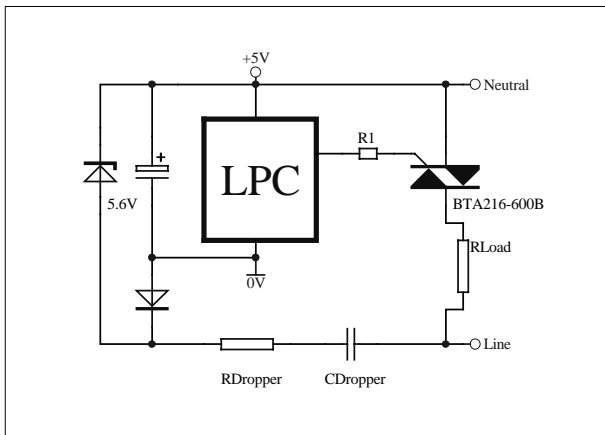 +5V
Neutral
R1
+
LPC
5.6V
BTA216-600B
RLoad
0V
Line
RDropper
CDropper